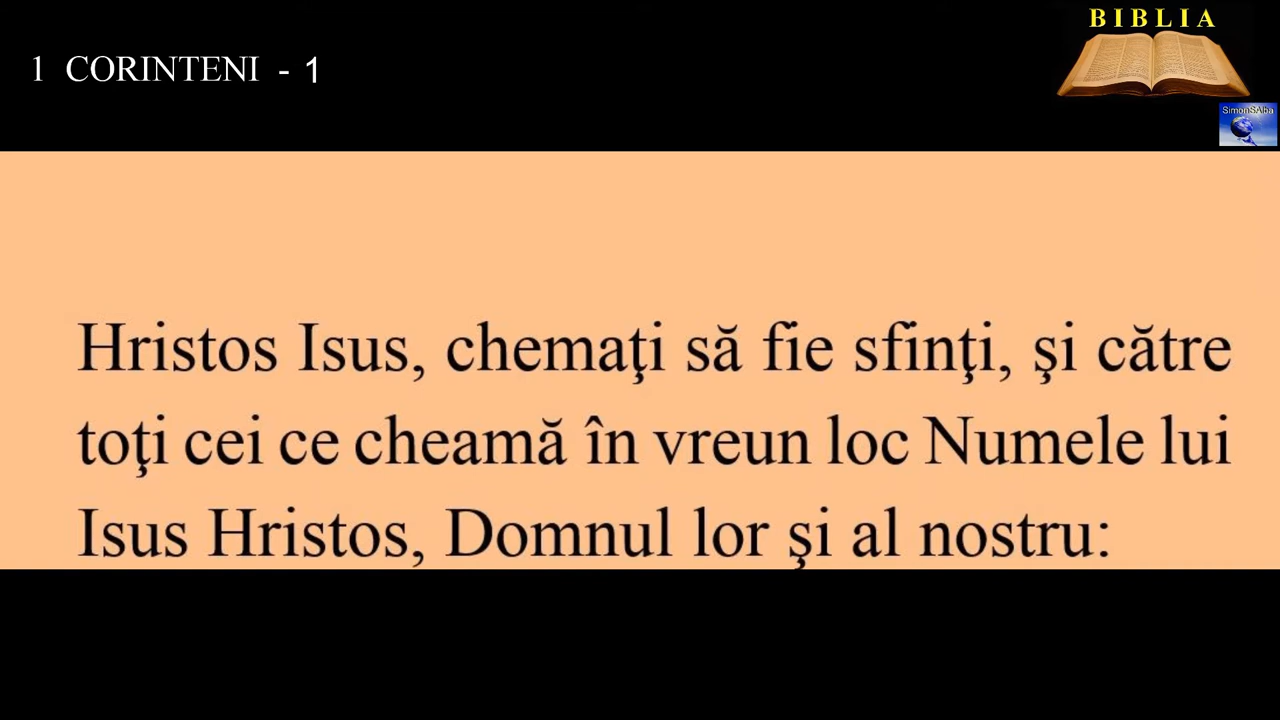 BIBLIA
1 CORINTENI - 1
SimonSAlba
Hristos Isus, chemaţi să fie sfinţi, şi către
toţi cei ce cheamă în vreun loc Numele lui
Isus Hristos, Domnul lor şi al nostru: